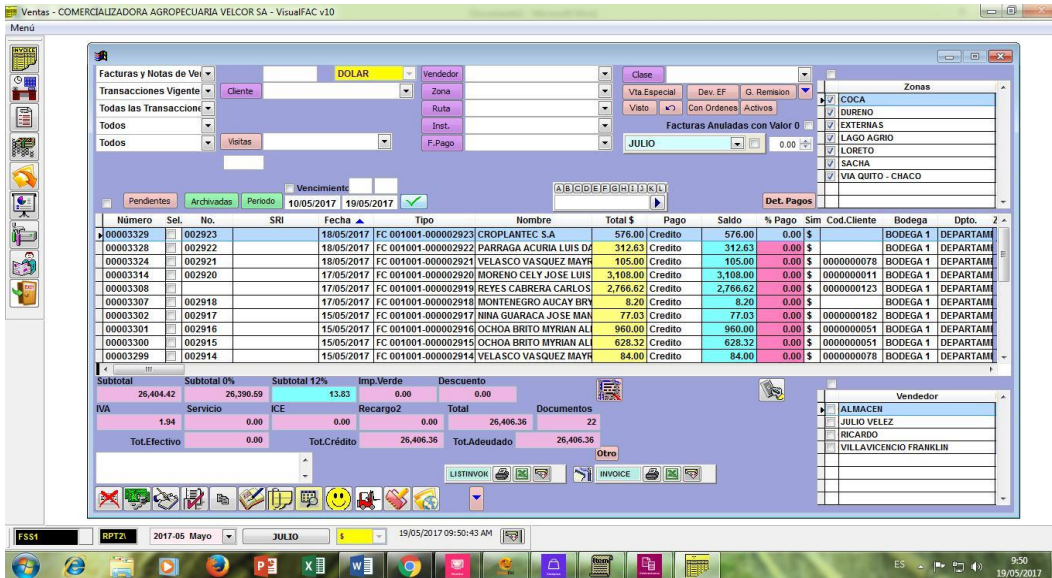 Ventas - COMERCIALIZADORA AGROPECUARIA VELCOR SA - VisualFAC v10
Menú
Facturas y Notas de Ver DOLAR Vendedor Clase
Transacciones Vigente Cliente Zona Vta.Especial Dev. EF G. Remision
Todas las Transaccione Ruta Visto Con Ordenes Activos
Todos Inst. Facturas Anuladas con Valor 0
Todos Visitas F.Pago JULIO 0.00
Zonas
COCA
DURENO
EXTERNAS
LAGO AGRIO
LORETO
SACHA
VIA QUITO - CHACO
Vencimiento A B C D E F G H I J K L
Pendientes Archivadas Periodo 10/05/2017 19/05/2017 Det. Pagos
Número Sel. No. SRI Fecha Tipo Nombre Total $ Pago Saldo % Pago Sim Cod.Cliente Bodega Dpto. Z
00003329 002923 18/05/2017 FC 001001-000002923 CROPLANTEC S.A 576.00 Credito 576.00 0.00 $ BODEGA 1 DEPARTAME
00003328 002922 18/05/2017 FC 001001-000002922 PARRAGA ACURIA LUIS DA 312.63 Credito 312.63 0.00 $ BODEGA 1 DEPARTAME
00003324 002921 18/05/2017 FC 001001-000002921 VELASCO VASQUEZ MAYR 105.00 Credito 105.00 0.00 $ 0000000078 BODEGA 1 DEPARTAME
00003314 002920 17/05/2017 FC 001001-000002920 MORENO CELY JOSE LUIS 3,108.00 Credito 3,108.00 0.00 $ 0000000011 BODEGA 1 DEPARTAME
00003308 17/05/2017 FC 001001-000002919 REYES CABRERA CARLOS 2,766.62 Credito 2,766.62 0.00 $ 0000000123 BODEGA 1 DEPARTAME
00003307 002918 17/05/2017 FC 001001-000002918 MONTENEGRO AUCAY BRY 8.20 Credito 8.20 0.00 $ BODEGA 1 DEPARTAME
00003302 002917 15/05/2017 FC 001001-000002917 NINA GUARACA JOSE MAN 77.03 Credito 77.03 0.00 $ 0000000182 BODEGA 1 DEPARTAME
00003301 002916 15/05/2017 FC 001001-000002916 OCHOA BRITO MYRIAN ALI 960.00 Credito 960.00 0.00 $ 0000000051 BODEGA 1 DEPARTAME
00003300 002915 15/05/2017 FC 001001-000002915 OCHOA BRITO MYRIAN ALI 628.32 Credito 628.32 0.00 $ 0000000051 BODEGA 1 DEPARTAME
00003299 002914 15/05/2017 FC 001001-000002914 VELASCO VASQUEZ MAYR 84.00 Credito 84.00 0.00 $ 0000000078 BODEGA 1 DEPARTAME
Subtotal Subtotal 0% Subtotal 12% Imp.Verde Descuento
26,404.42 26,390.59 13.83 0.00 0.00
IVA Servicio ICE Recargo2 Total Documentos
1.94 0.00 0.00 0.00 26,406.36 22
Tot.Efectivo 0.00 Tot.Crédito 26,406.36 Tot.Adeudado 26,406.36
Otro
LISTINVOK INVOICE
Vendedor
ALMACEN
JULIO VELEZ
RICARDO
VILLAVICENCIO FRANKLIN
FSS1 RPT2\ 2017-05 Mayo JULIO $ 19/05/2017 09:50:43 AM
ES 9:50
19/05/2017